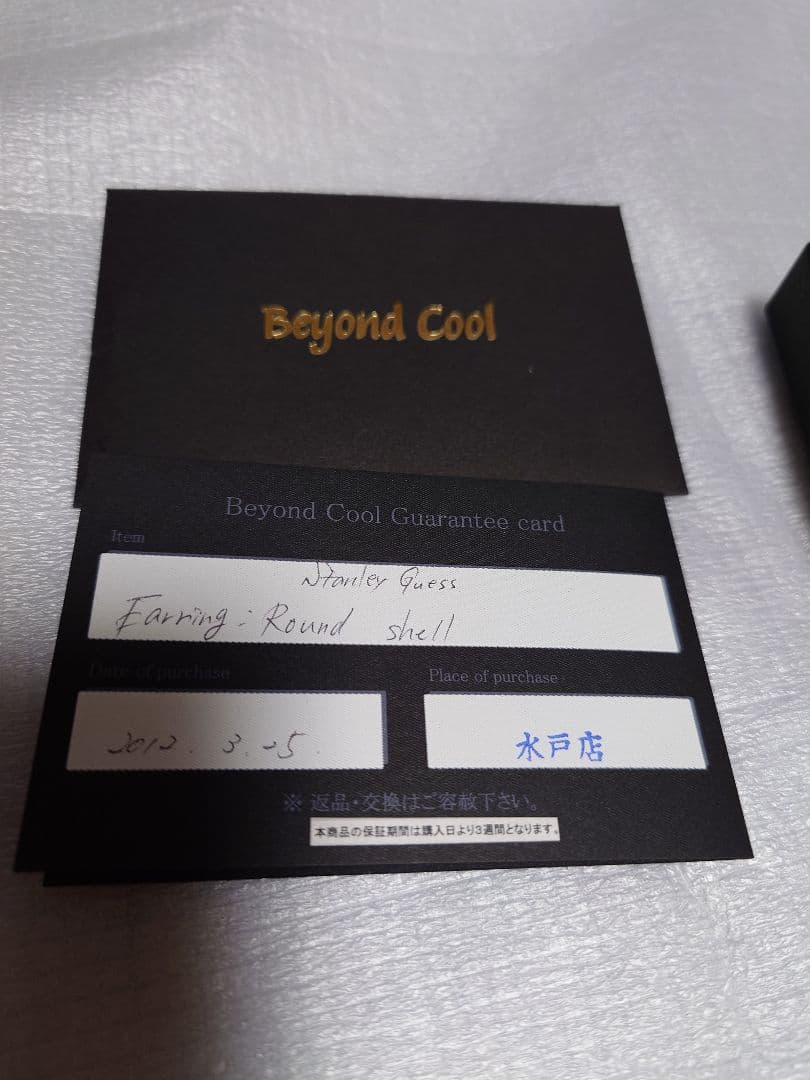 Beyond Cool
Beyond Cool Guarantee card
Item
Stanley Guess
Earring : Round shell
Date of purchase
Place of purchase
2012. 3. 25.
水戸店
※ 返品・交換はご容赦下さい。
本商品の保証期間は購入日より3週間となります。